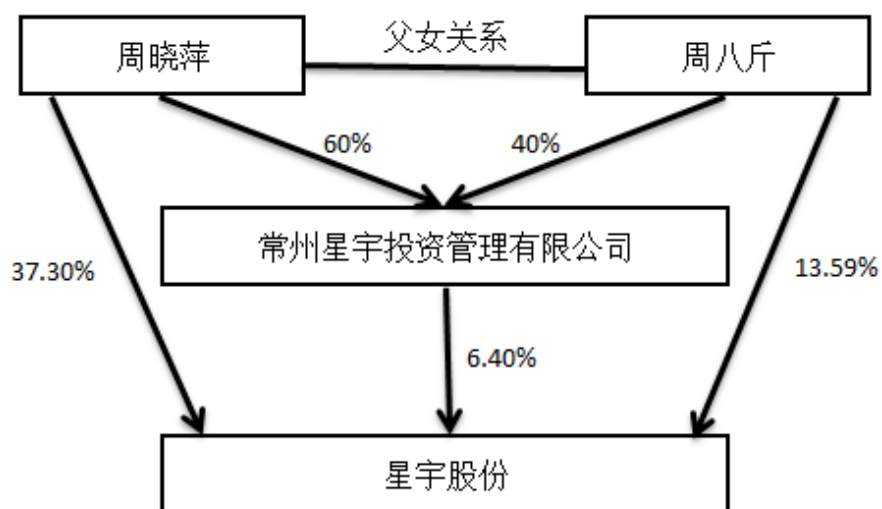 周晓萍
父女关系
周八斤
60%
40%
常州星宇投资管理有限公司
37.30%
13.59%
6.40%
星宇股份